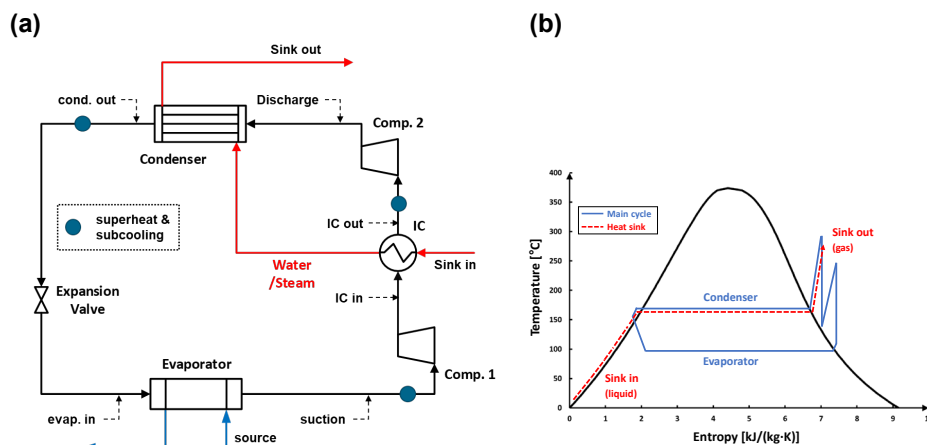 (a)
Sink out
cond. out
Discharge
Comp. 2
Condenser
superheat &
subcooling
IC out
IC
Water
/Steam
Sink in
Expansion
Valve
IC in
Evaporator
Comp. 1
evap. in
suction
source
(b)
Temperature [°C]
400
350
300
250
200
150
100
50
0
Main cycle
Heat sink
Sink out
(gas)
Condenser
Evaporator
Sink in
(liquid)
0 1 2 3 4 5 6 7 8 9 1
Entropy [kJ/(kg·K)]